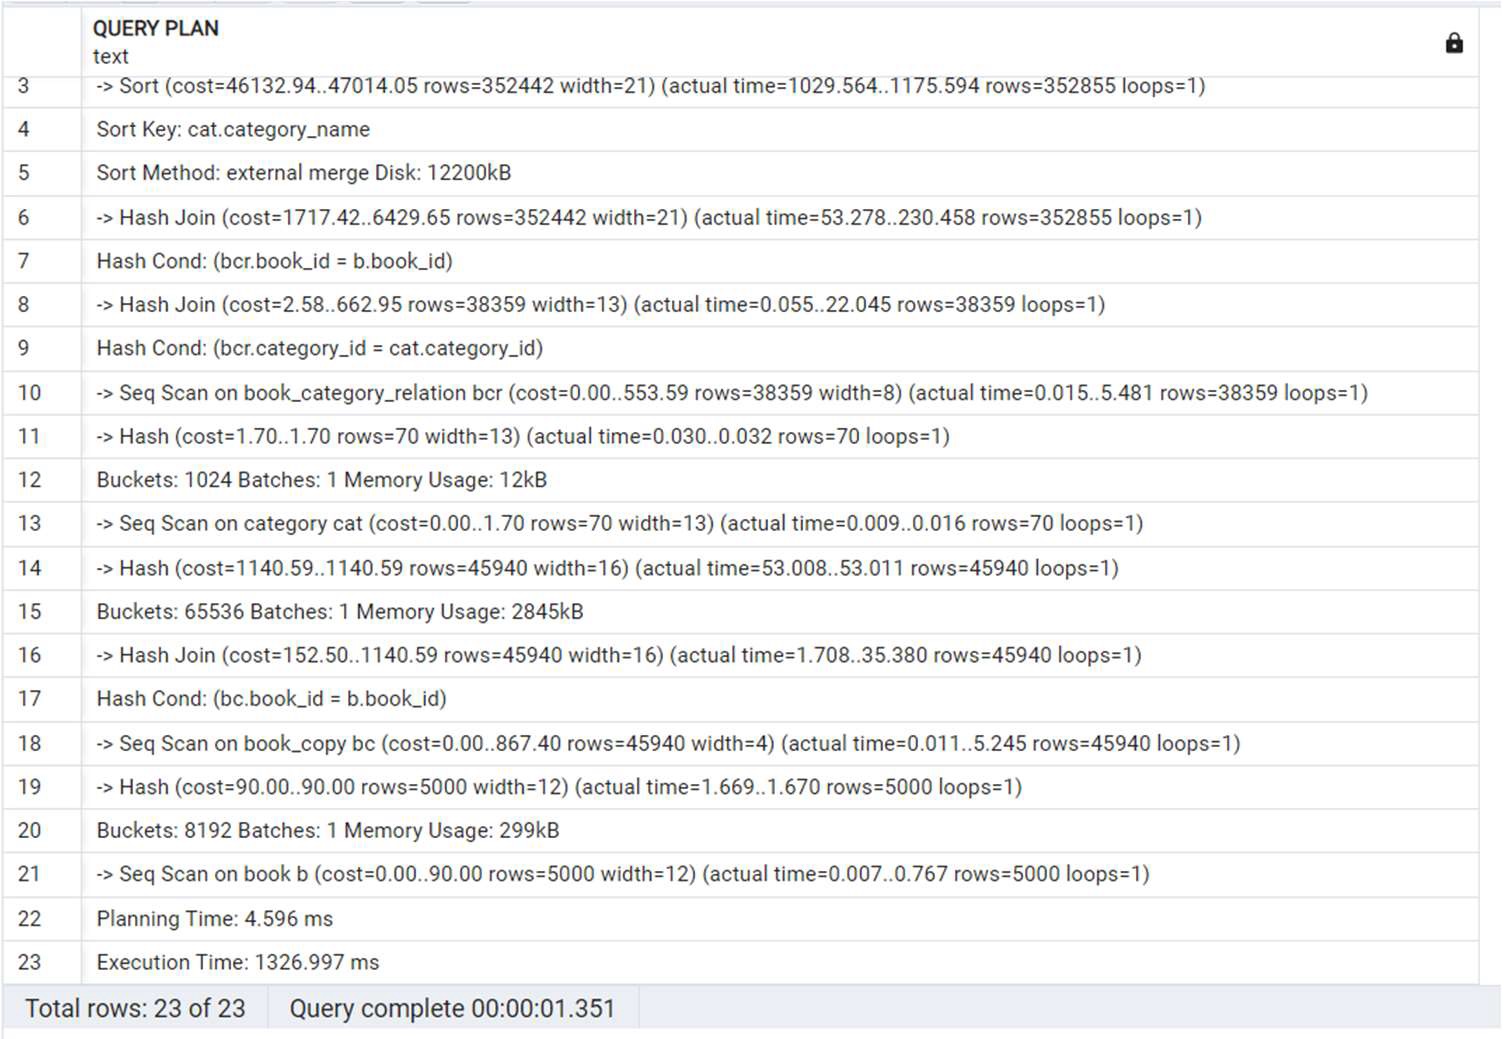 QUERY PLAN
text
3 -> Sort (cost=46132.94..47014.05 rows=352442 width=21) (actual time=1029.564..1175.594 rows=352855 loops=1)
4 Sort Key: cat.category_name
5 Sort Method: external merge Disk: 12200kB
6 -> Hash Join (cost=1717.42..6429.65 rows=352442 width=21) (actual time=53.278..230.458 rows=352855 loops=1)
7 Hash Cond: (bcr.book_id = b.book_id)
8 -> Hash Join (cost=2.58..662.95 rows=38359 width=13) (actual time=0.055..22.045 rows=38359 loops=1)
9 Hash Cond: (bcr.category_id = cat.category_id)
10 -> Seq Scan on book_category_relation bcr (cost=0.00..553.59 rows=38359 width=8) (actual time=0.015..5.481 rows=38359 loops=1)
11 -> Hash (cost=1.70..1.70 rows=70 width=13) (actual time=0.030..0.032 rows=70 loops=1)
12 Buckets: 1024 Batches: 1 Memory Usage: 12kB
13 -> Seq Scan on category cat (cost=0.00..1.70 rows=70 width=13) (actual time=0.009..0.016 rows=70 loops=1)
14 -> Hash (cost=1140.59..1140.59 rows=45940 width=16) (actual time=53.008..53.011 rows=45940 loops=1)
15 Buckets: 65536 Batches: 1 Memory Usage: 2845kB
16 -> Hash Join (cost=152.50..1140.59 rows=45940 width=16) (actual time=1.708..35.380 rows=45940 loops=1)
17 Hash Cond: (bc.book_id = b.book_id)
18 -> Seq Scan on book_copy bc (cost=0.00..867.40 rows=45940 width=4) (actual time=0.011..5.245 rows=45940 loops=1)
19 -> Hash (cost=90.00..90.00 rows=5000 width=12) (actual time=1.669..1.670 rows=5000 loops=1)
20 Buckets: 8192 Batches: 1 Memory Usage: 299kB
21 -> Seq Scan on book b (cost=0.00..90.00 rows=5000 width=12) (actual time=0.007..0.767 rows=5000 loops=1)
22 Planning Time: 4.596 ms
23 Execution Time: 1326.997 ms
Total rows: 23 of 23 Query complete 00:00:01.351